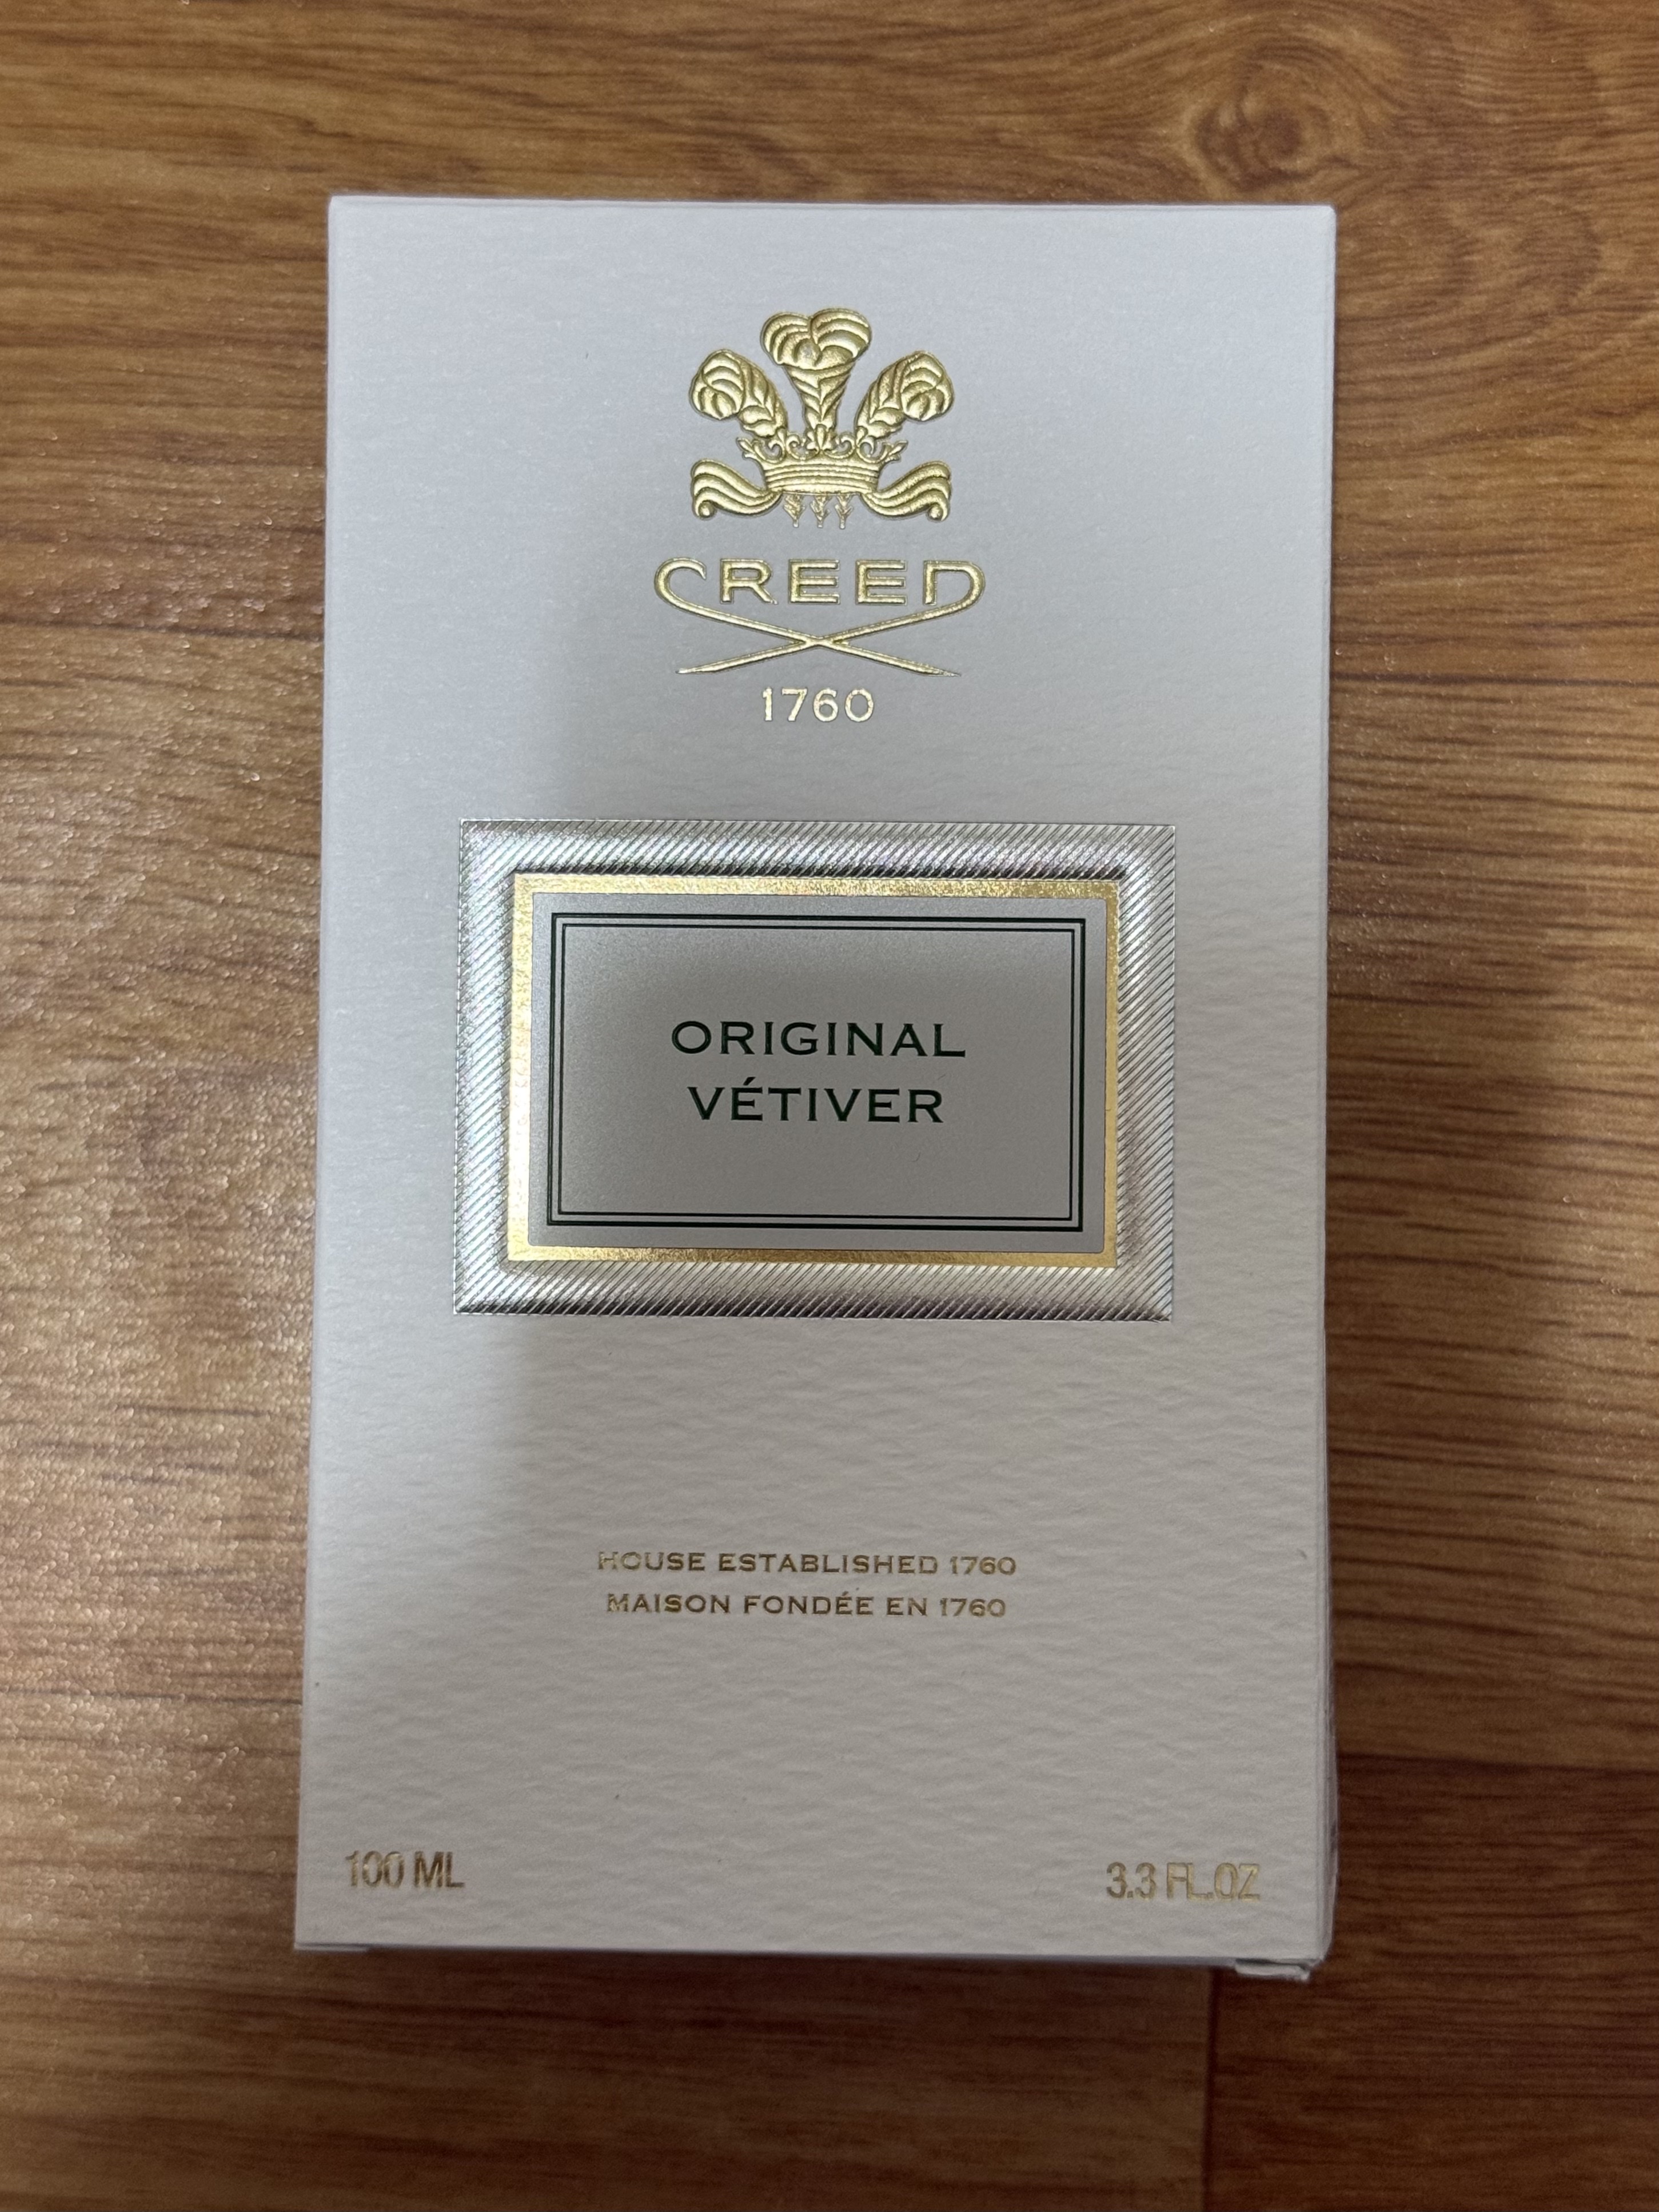 CREED
1760
ORIGINAL
VÉTIVER
HOUSE ESTABLISHED 1760
MAISON FONDÉE EN 1760
100 ML
3.3 FL.OZ